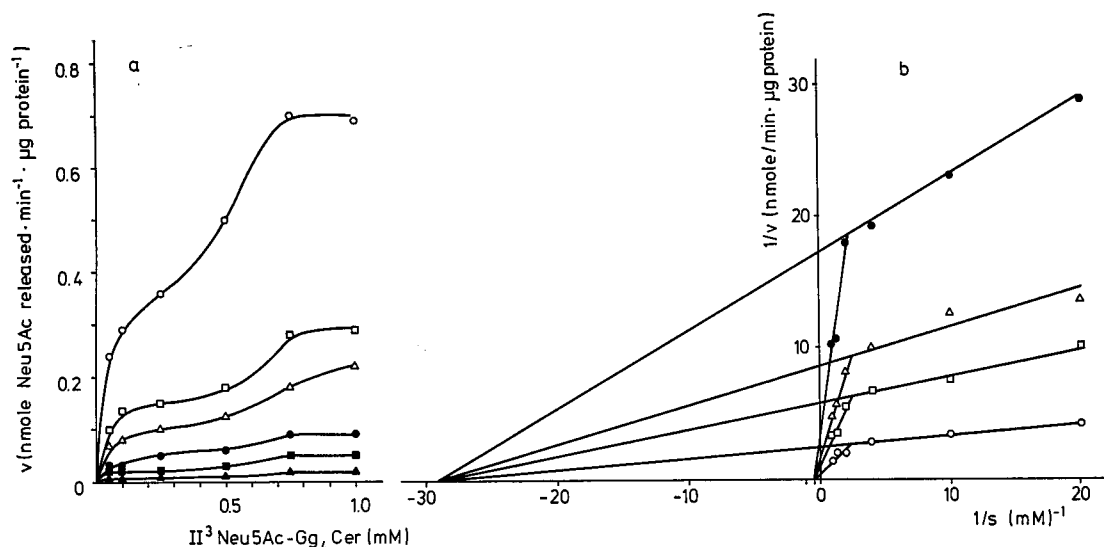 a
v (nmole Neu5Ac released · min⁻¹ · µg protein⁻¹)
0.8
0.6
0.4
0.2
0
0.5
1.0
II³ Neu5Ac-Gg, Cer (mM)
b
1/v (nmole/min · µg protein)
30
20
10
-30
-20
-10
0
10
20
1/s (mM)⁻¹